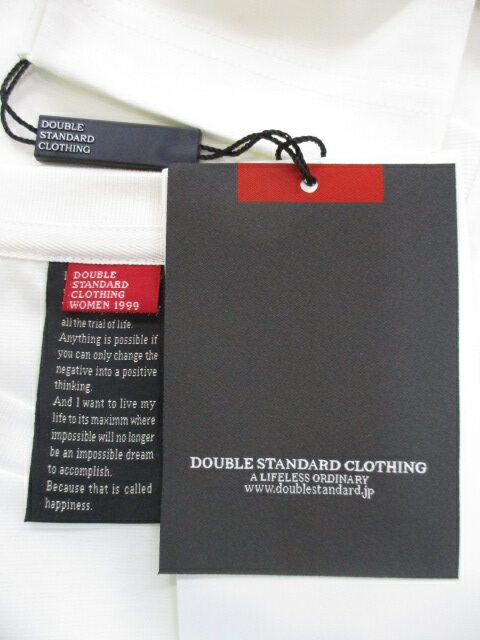 DOUBLE
STANDARD
CLOTHING
DOUBLE
STANDARD
CLOTHING
WOMEN 1999
all the trial of life.
Anything is possible if
you can only change the
negative into a positive
thinking.
And I want to live my
life to its maximm where
impossible will no longer
be an impossible dream
to accomplish.
Because that is called
happiness.
DOUBLE STANDARD CLOTHING
A LIFELESS ORDINARY
www.doublestandard.jp